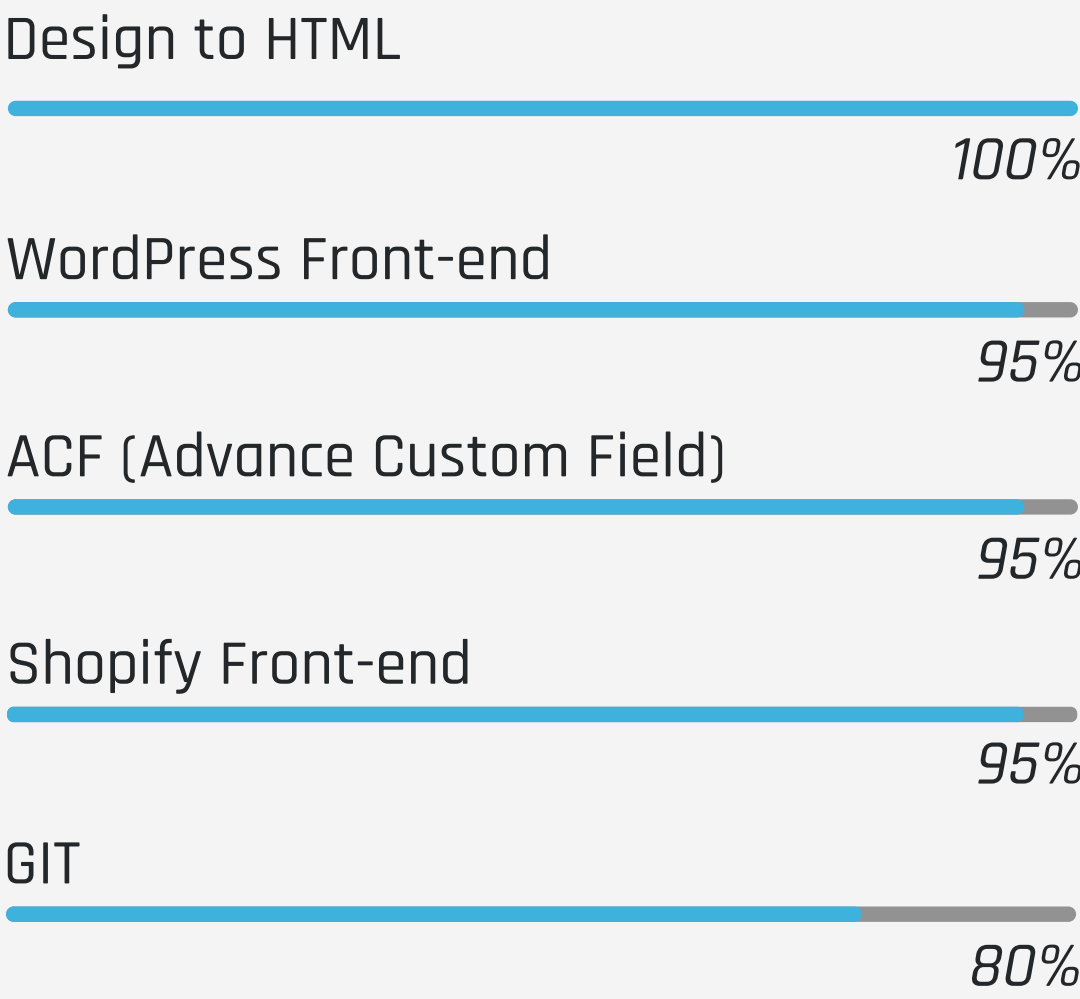 Design to HTML
100%
WordPress Front-end
95%
ACF (Advance Custom Field)
95%
Shopify Front-end
95%
GIT
80%